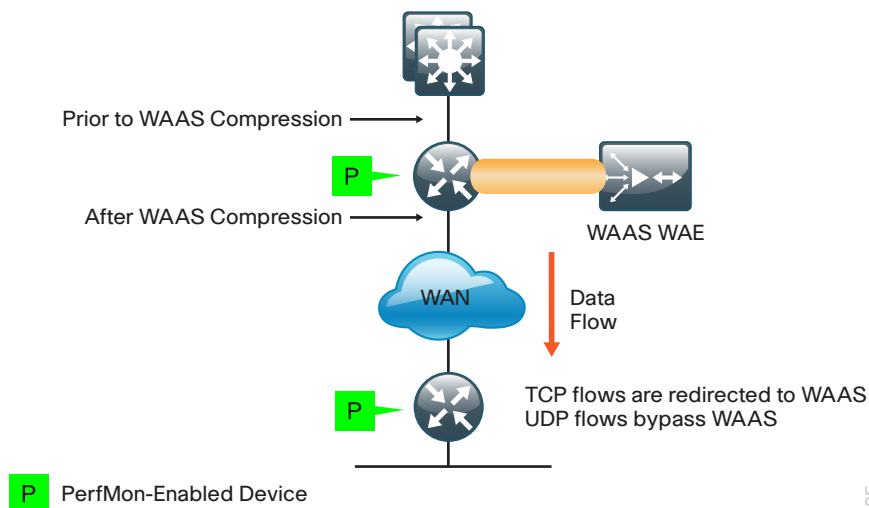 Prior to WAAS Compression
P
After WAAS Compression
WAAS WAE
WAN
Data
Flow
P
TCP flows are redirected to WAAS
UDP flows bypass WAAS
P PerfMon-Enabled Device